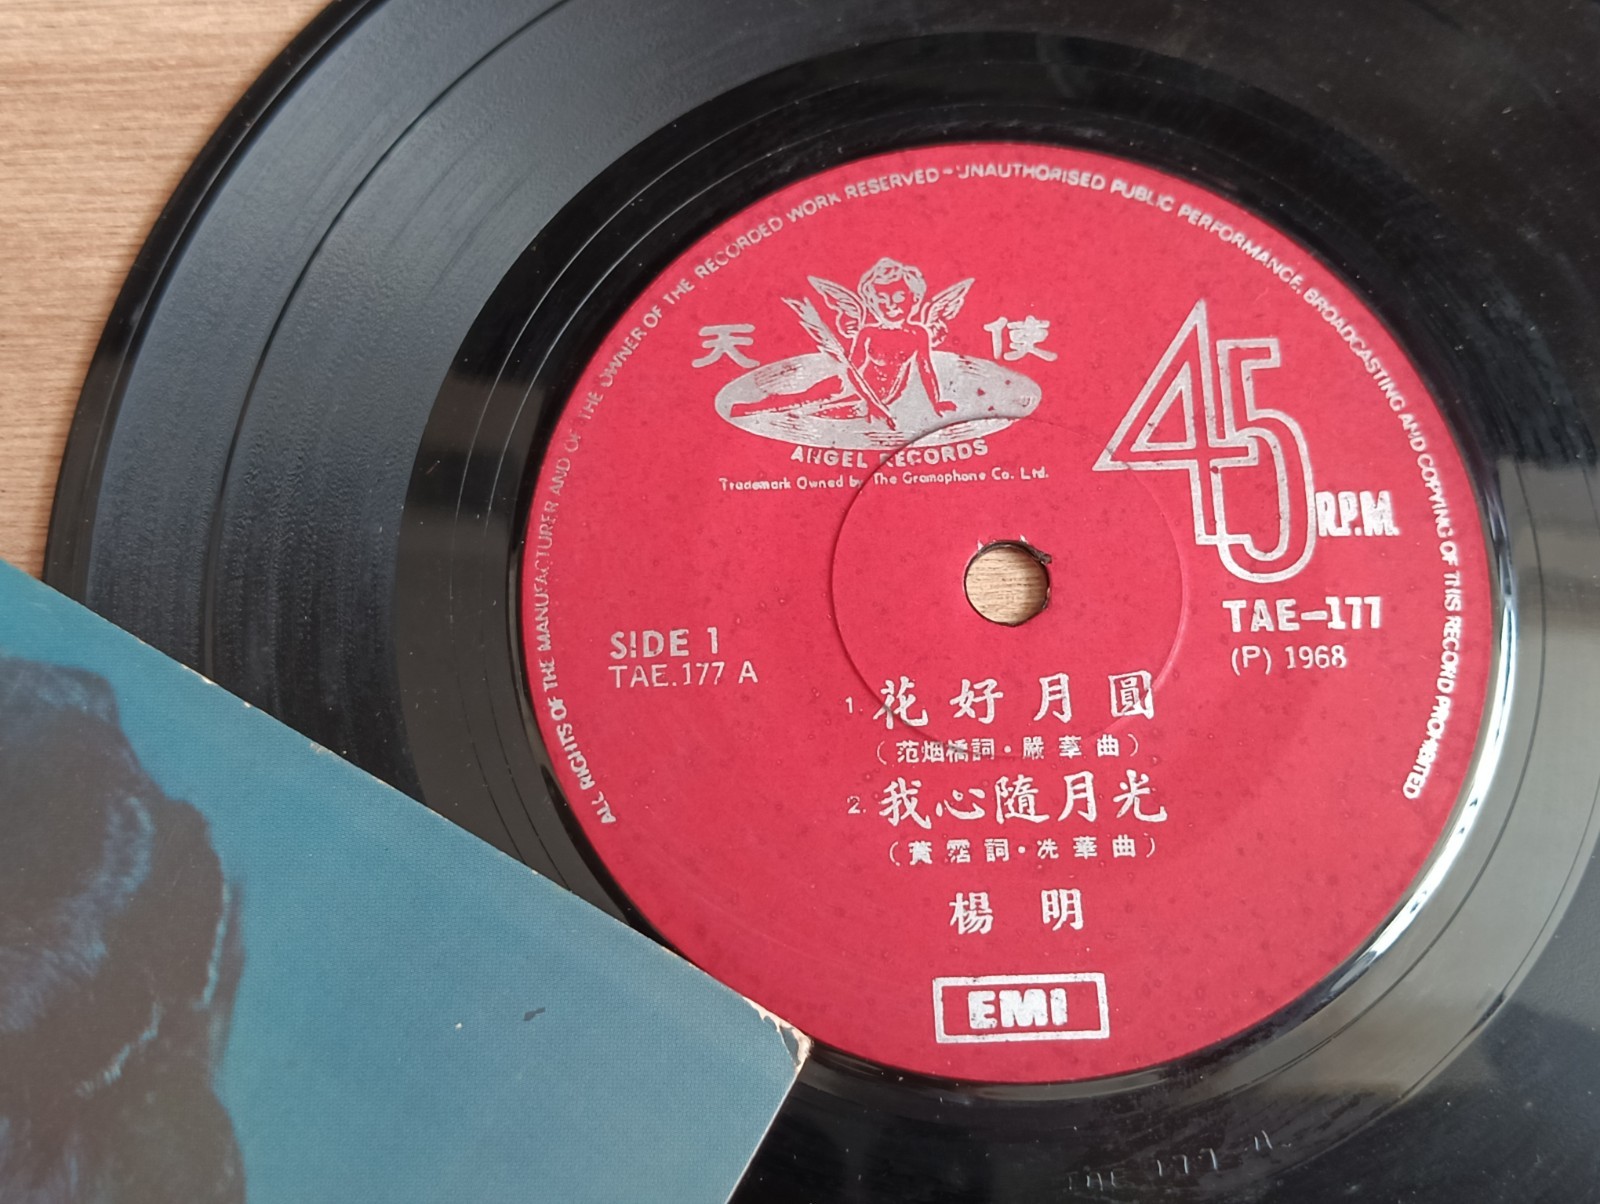 ALL RIGHTS OF THE MANUFACTURER AND OF THE OWNER OF THE RECORDED WORK RESERVED - UNAUTHORISED PUBLIC PERFORMANCE, BROADCASTING AND COPYING OF THIS RECORD PROHIBITED
天 使
ANGEL RECORDS
Trademark Owned by The Gramophone Co. Ltd.
45 R.P.M.
TAE-177
(P) 1968
SIDE 1
TAE.177 A
1. 花好月圓
(范烟橋詞·嚴華曲)
2. 我心隨月光
(黃霑詞·冼華曲)
楊 明
EMI
TAE 177 A